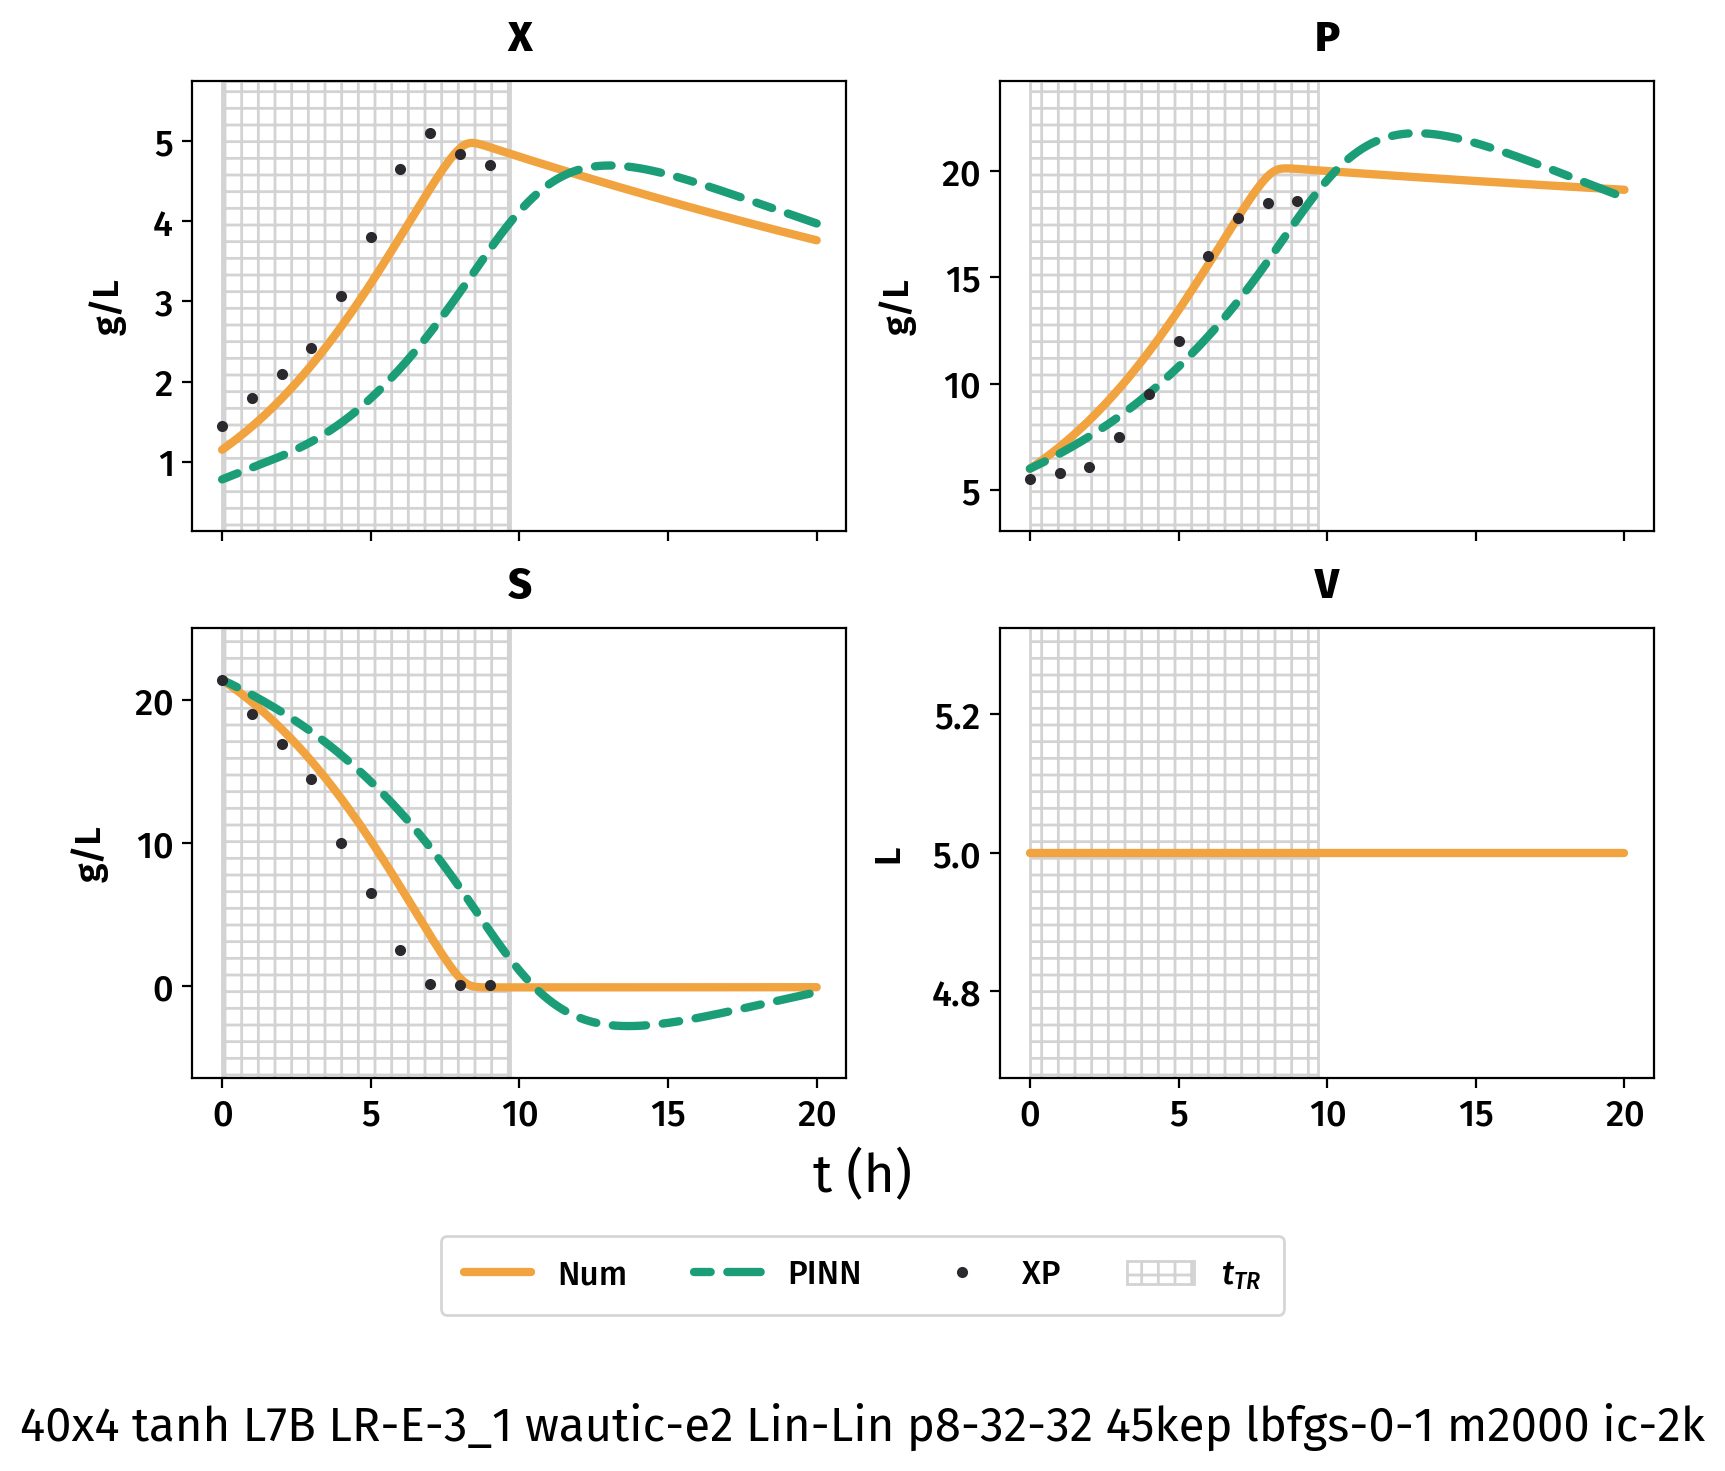 X
P
5
4
3
2
1
g/L
20
15
10
5
g/L
S
V
20
10
0
g/L
0 5 10 15 20
5.2
5.0
4.8
L
0 5 10 15 20
t (h)
Num PINN XP t_TR
40x4 tanh L7B LR-E-3_1 wautic-e2 Lin-Lin p8-32-32 45kep lbfgs-0-1 m2000 ic-2k